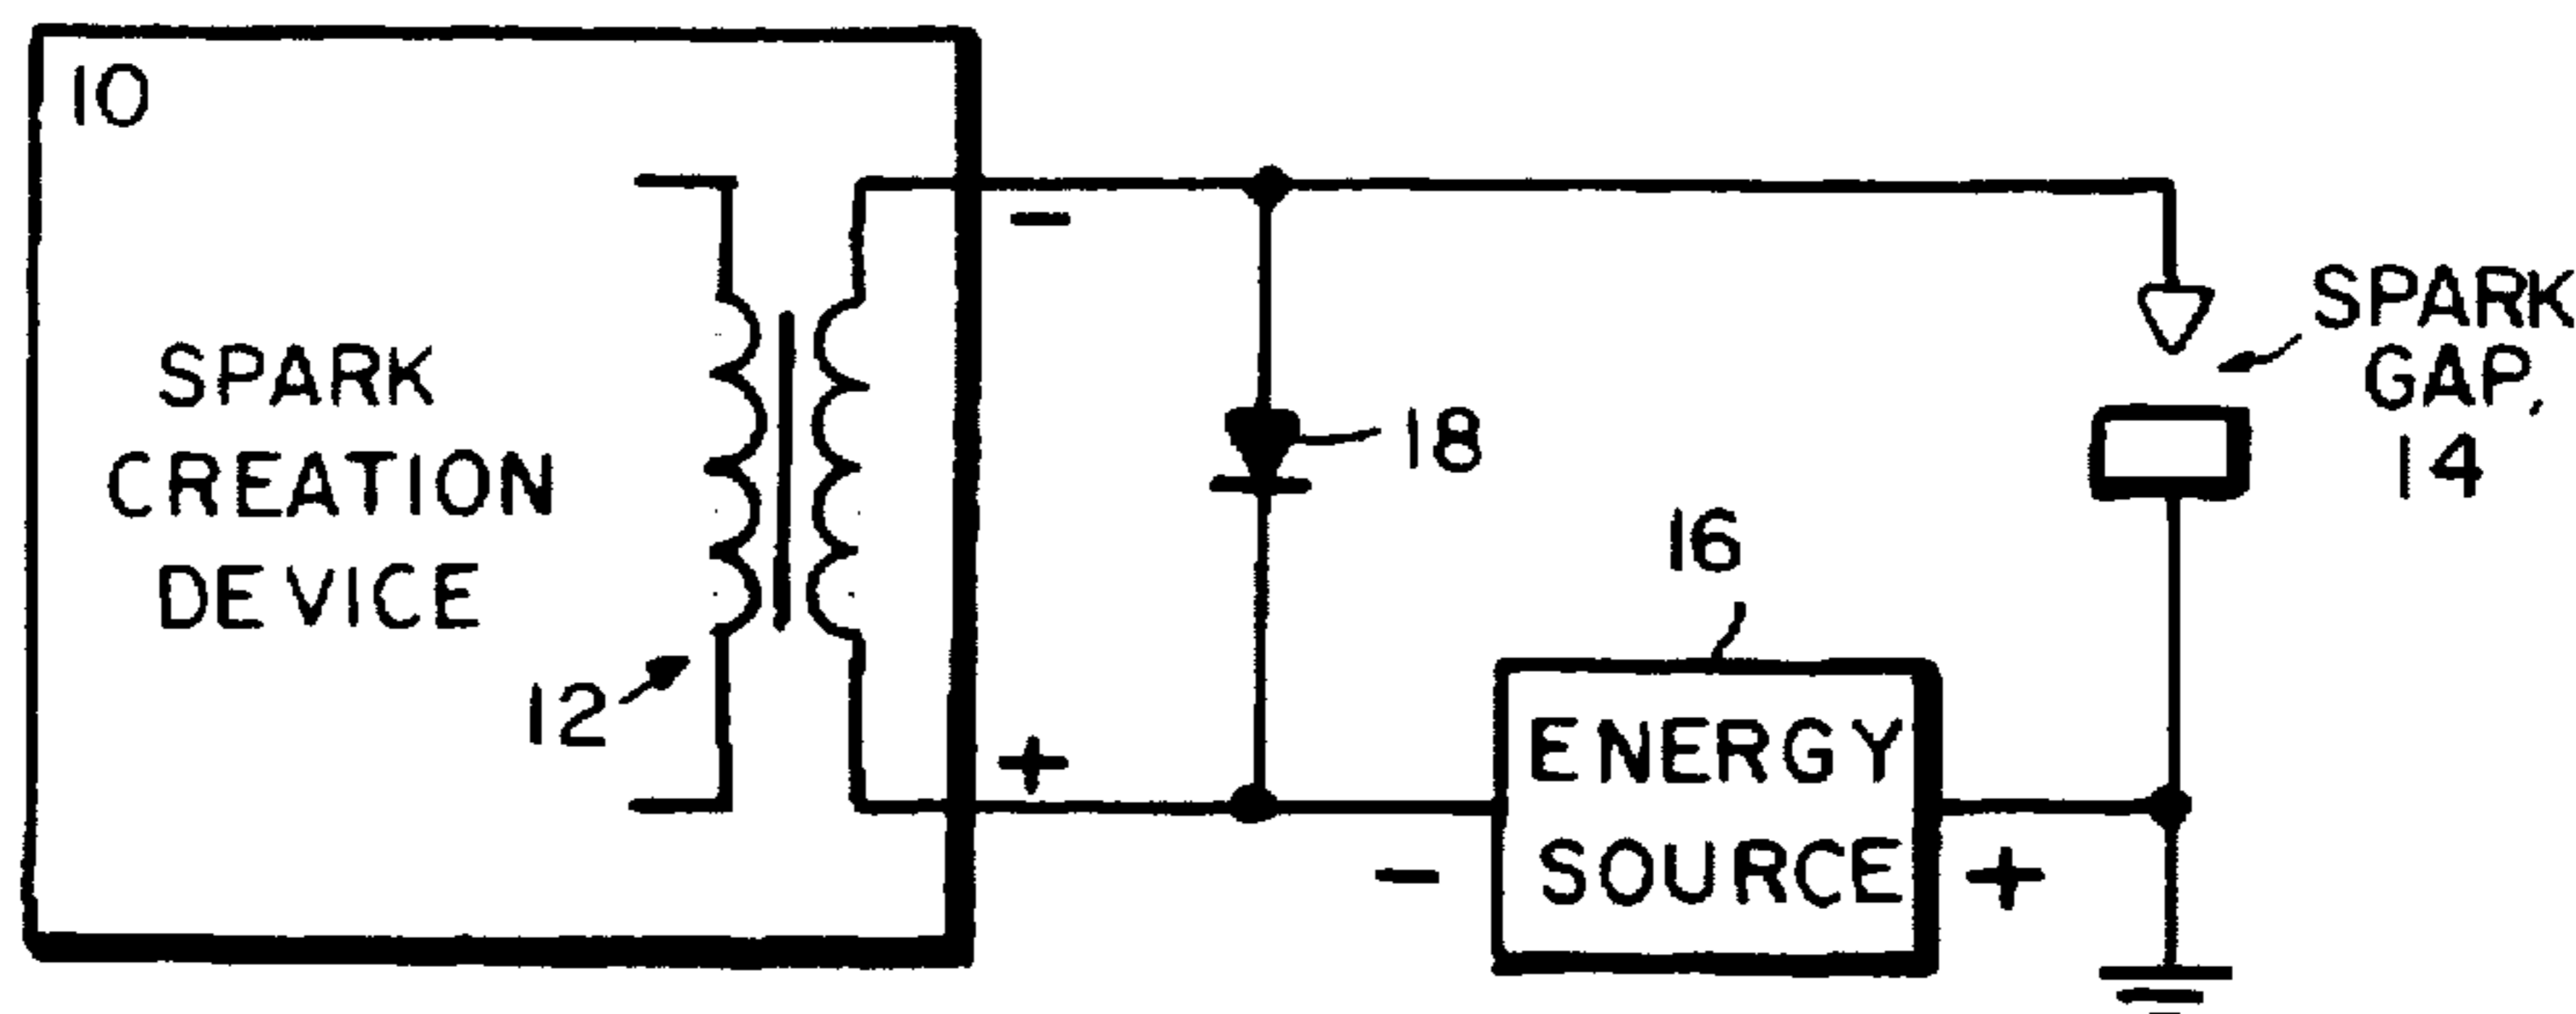 10
SPARK
CREATION
DEVICE
12
-
+
18
16
ENERGY
SOURCE
-
+
SPARK
GAP,
14